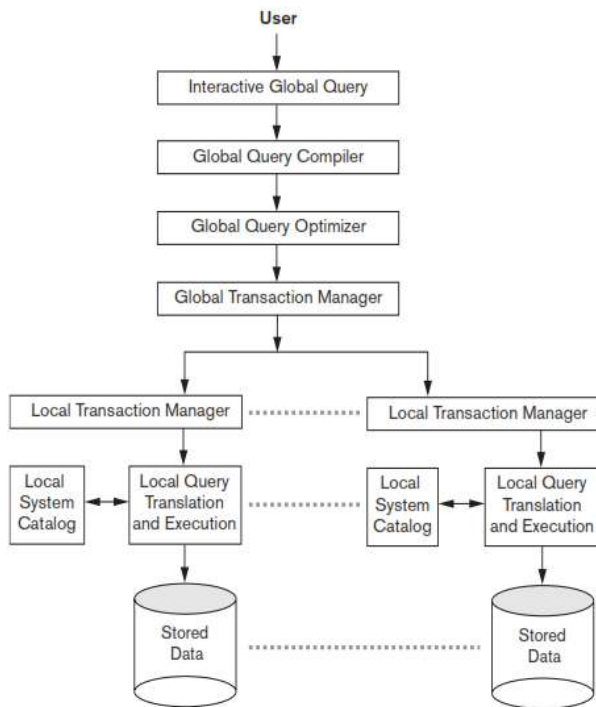 User
Interactive Global Query
Global Query Compiler
Global Query Optimizer
Global Transaction Manager
Local Transaction Manager
Local Transaction Manager
Local
System
Catalog
Local Query
Translation
and Execution
Local
System
Catalog
Local Query
Translation
and Execution
Stored
Data
Stored
Data